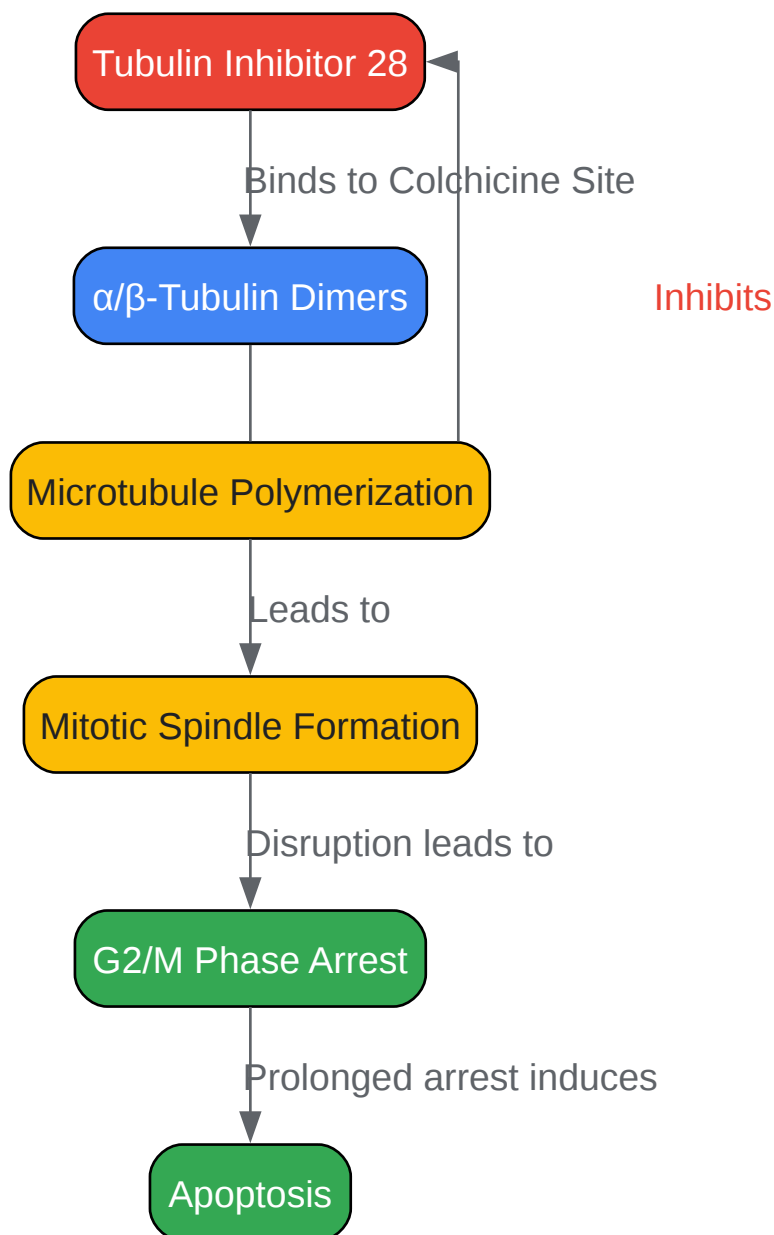 Tubulin Inhibitor 28
Binds to Colchicine Site
α/β-Tubulin Dimers
Inhibits
Microtubule Polymerization
Leads to
Mitotic Spindle Formation
Disruption leads to
G2/M Phase Arrest
Prolonged arrest induces
Apoptosis